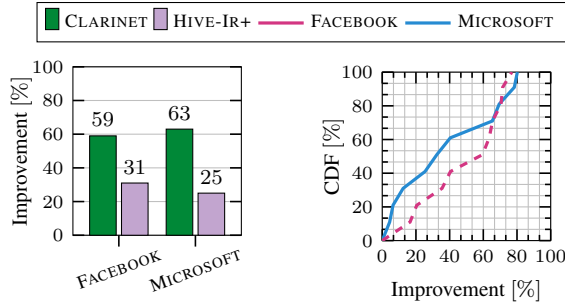 CLARINET HIVE-IR+ FACEBOOK MICROSOFT
Improvement [%]
100
80
60
40
20
0
59
31
63
25
FACEBOOK
MICROSOFT
CDF [%]
100
80
60
40
20
0
0 20 40 60 80 100
Improvement [%]